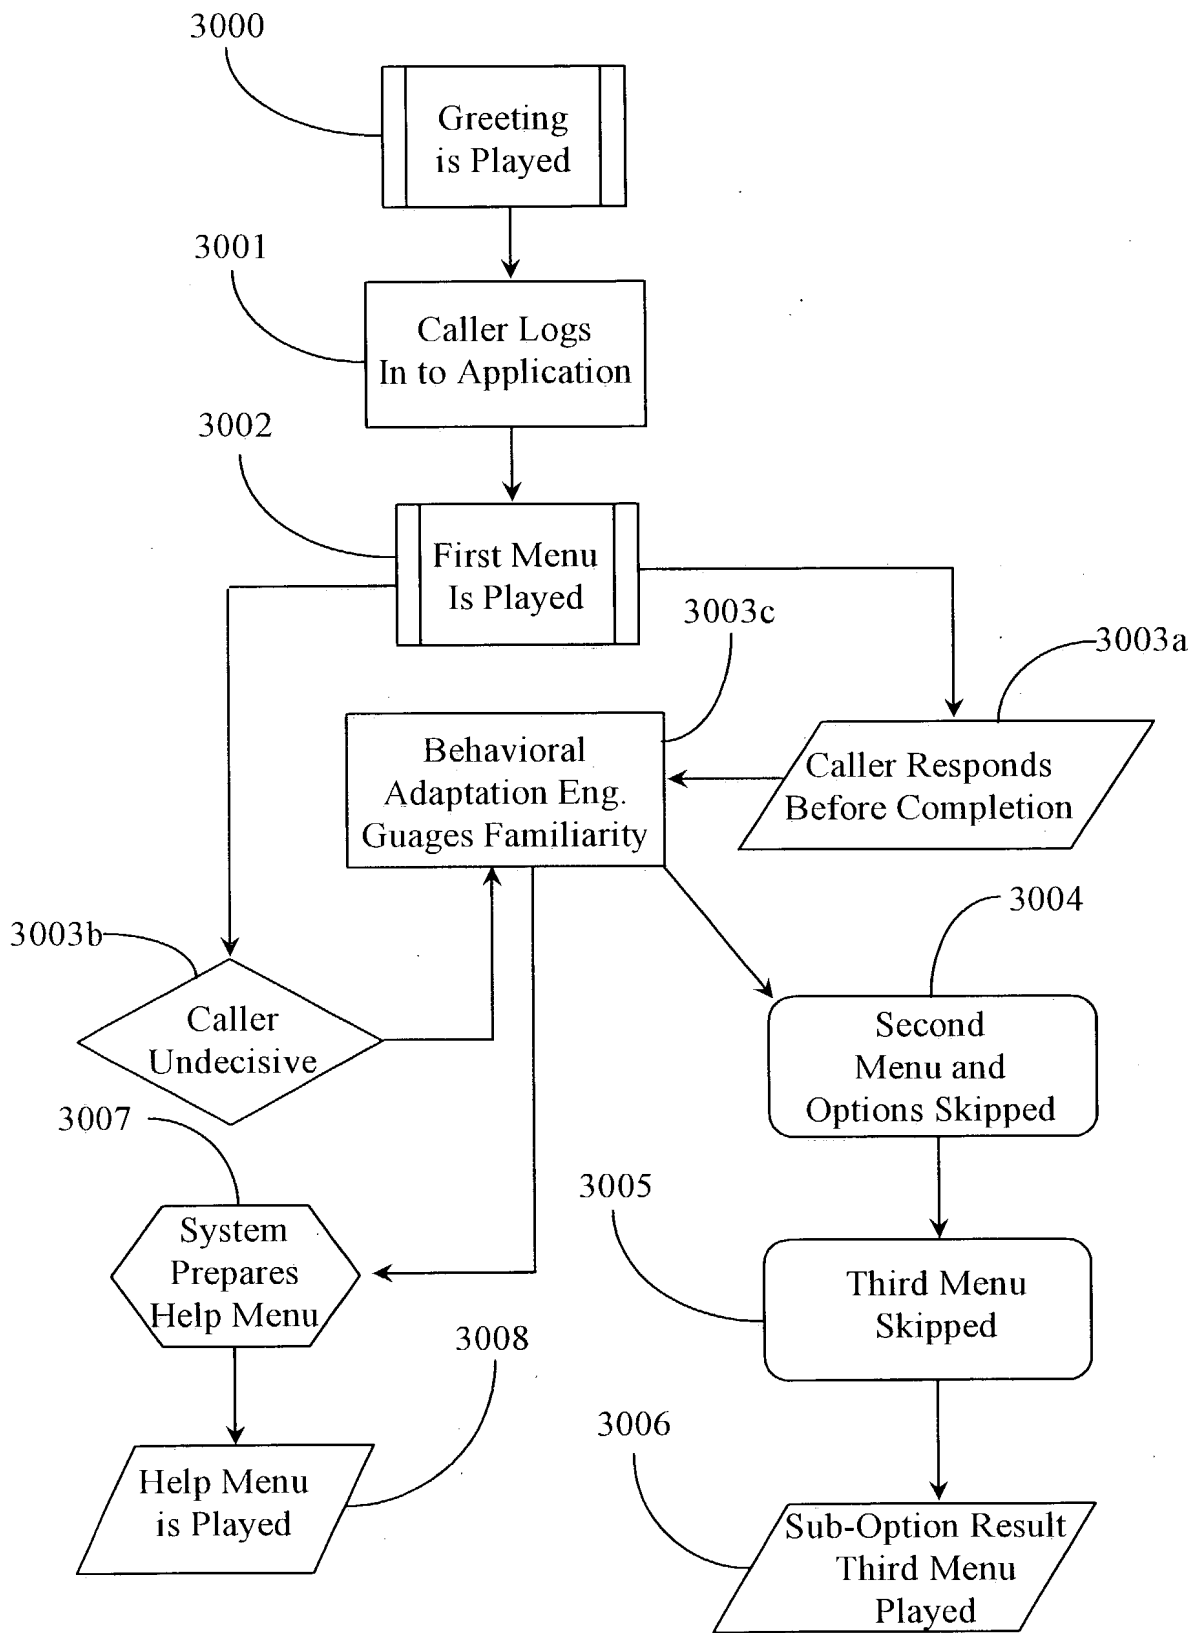 3000
Greeting
is Played
3001
Caller Logs
In to Application
3002
First Menu
Is Played
3003c
3003a
Behavioral
Adaptation Eng.
Guages Familiarity
Caller Responds
Before Completion
3003b
Caller
Undecisive
3004
Second
Menu and
Options Skipped
3007
System
Prepares
Help Menu
3005
Third Menu
Skipped
3008
Help Menu
is Played
3006
Sub-Option Result
Third Menu
Played